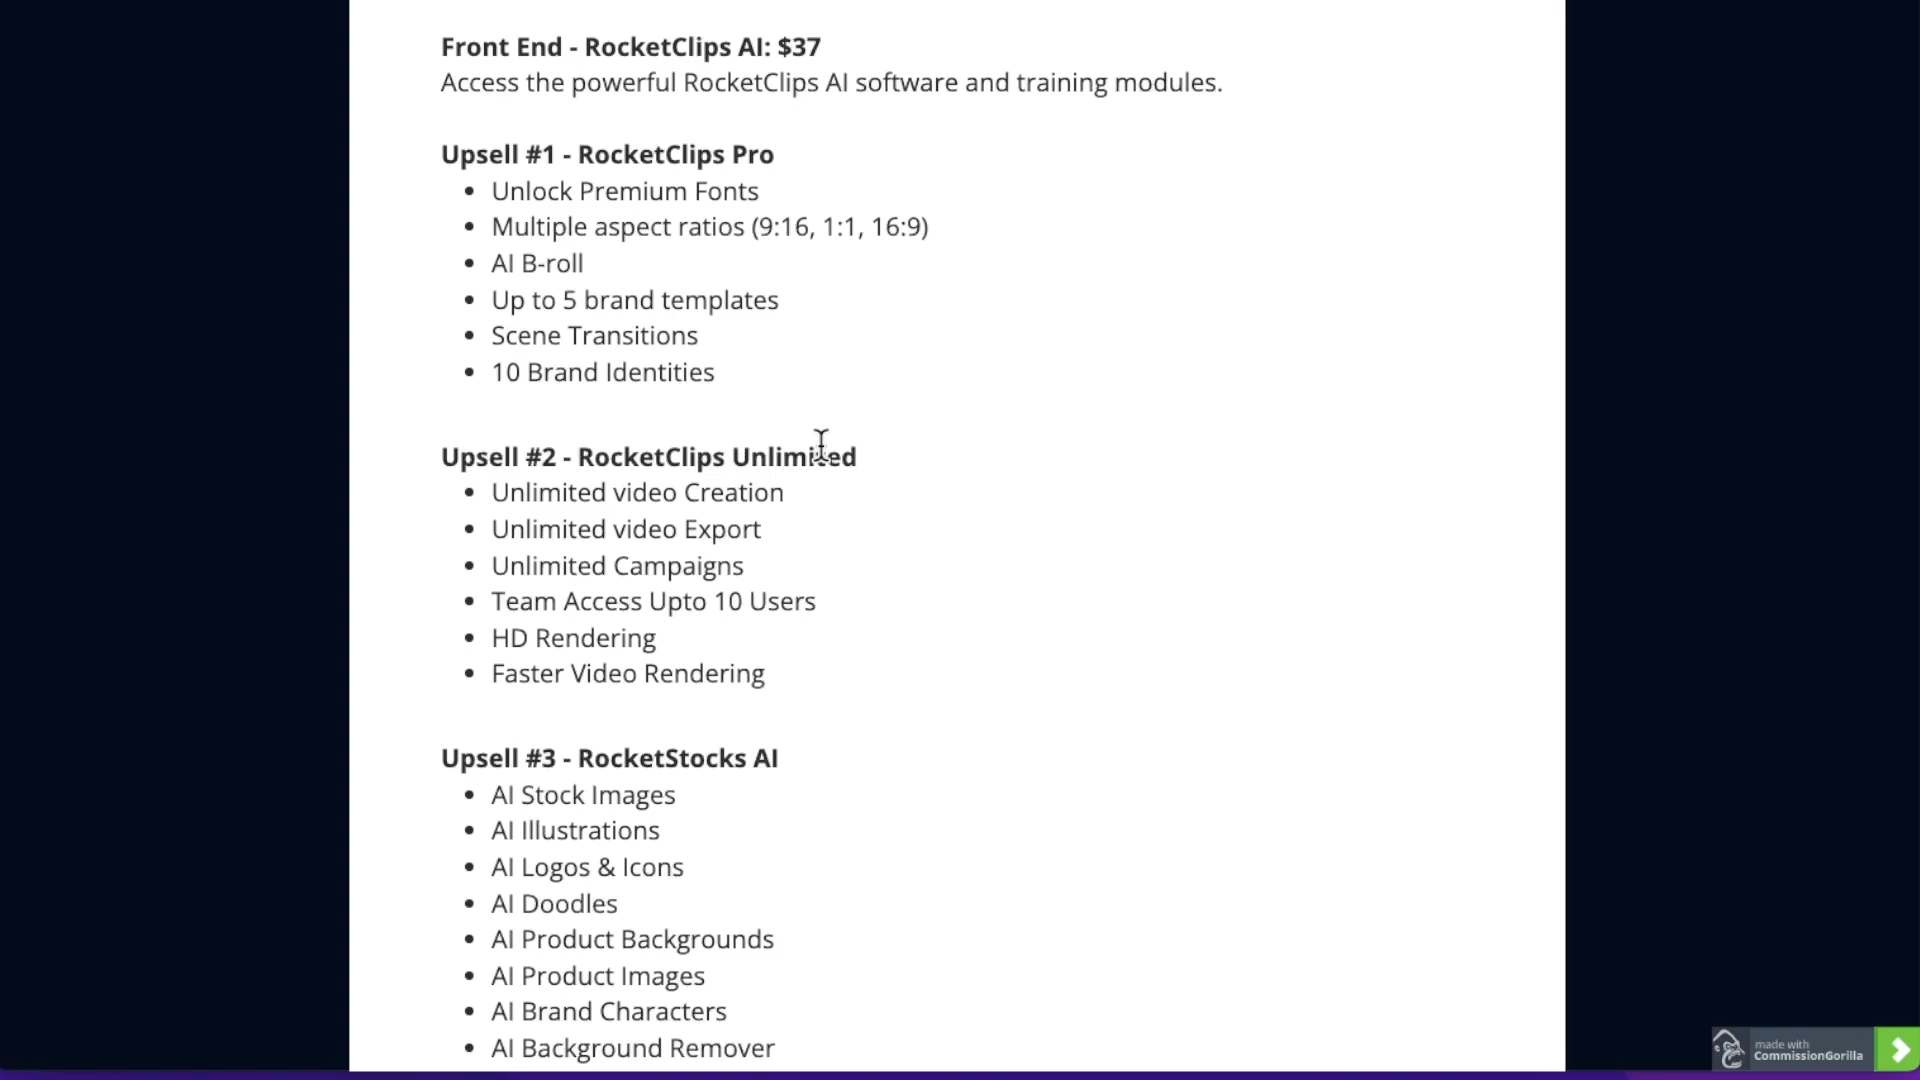 Front End - RocketClips AI: $37
Access the powerful RocketClips AI software and training modules.
Upsell #1 - RocketClips Pro
• Unlock Premium Fonts
• Multiple aspect ratios (9:16, 1:1, 16:9)
• AI B-roll
• Up to 5 brand templates
• Scene Transitions
• 10 Brand Identities
Upsell #2 - RocketClips Unlimited
• Unlimited video Creation
• Unlimited video Export
• Unlimited Campaigns
• Team Access Upto 10 Users
• HD Rendering
• Faster Video Rendering
Upsell #3 - RocketStocks AI
• AI Stock Images
• AI Illustrations
• AI Logos & Icons
• AI Doodles
• AI Product Backgrounds
• AI Product Images
• AI Brand Characters
• AI Background Remover
made with
CommissionGorilla